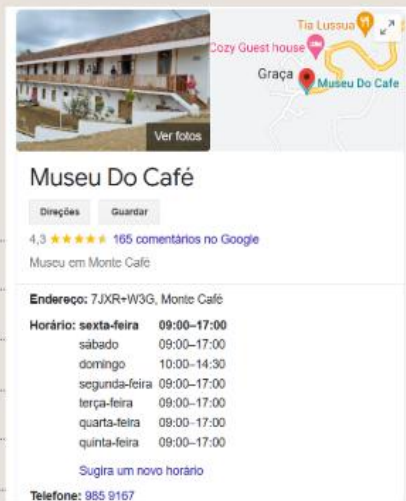 Tia Lussua
Cozy Guest house
Graça
Museu Do Cafe
Ver fotos
Museu Do Café
Direções Guardar
4,3 165 comentários no Google
Museu em Monte Café
Endereço: 7JXR+W3G, Monte Café
Horário: sexta-feira 09:00–17:00
sábado 09:00–17:00
domingo 10:00–14:30
segunda-feira 09:00–17:00
terça-feira 09:00–17:00
quarta-feira 09:00–17:00
quinta-feira 09:00–17:00
Sugira um novo horário
Telefone: 985 9167